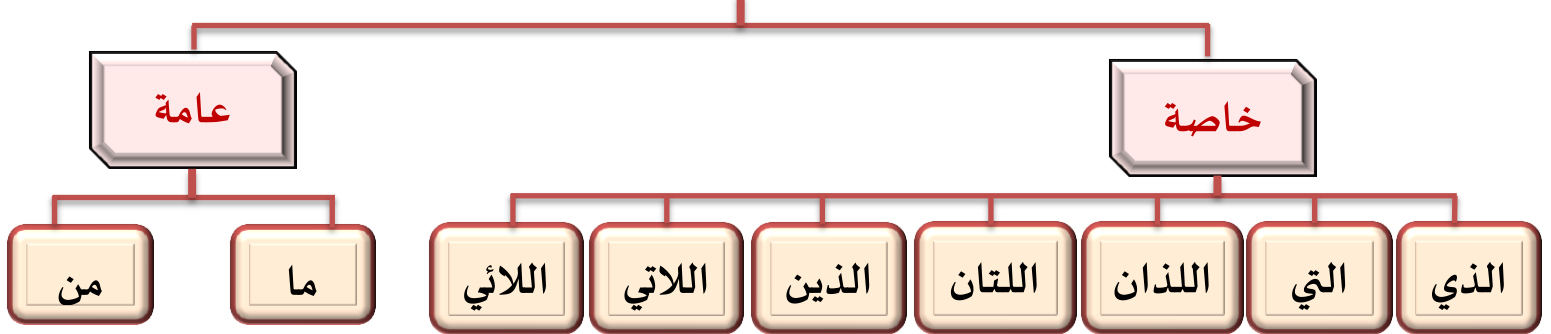 خاصة
عامة
الذي
التي
اللذان
اللتان
الذين
اللاتي
اللائي
ما
من